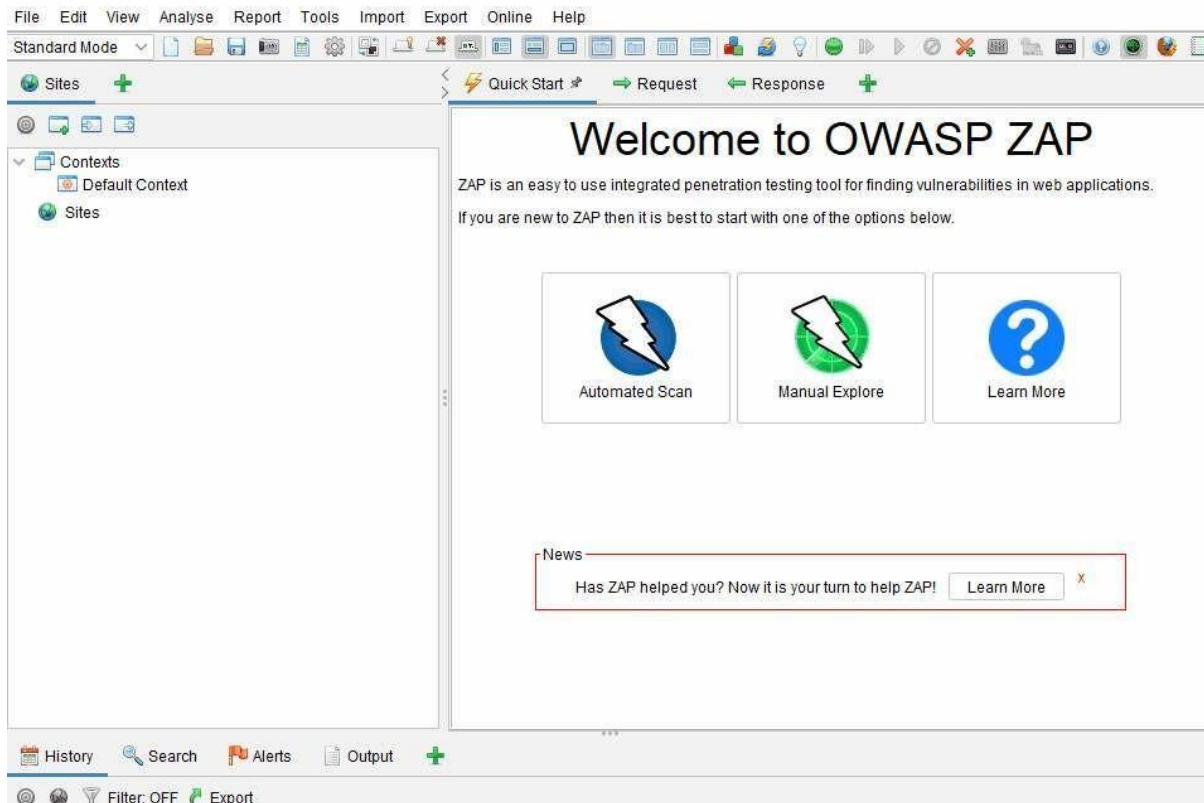 File Edit View Analyse Report Tools Import Export Online Help
Standard Mode
Sites
Quick Start Request Response
Contexts
Default Context
Sites
Welcome to OWASP ZAP
ZAP is an easy to use integrated penetration testing tool for finding vulnerabilities in web applications.
If you are new to ZAP then it is best to start with one of the options below.
Automated Scan Manual Explore Learn More
News
Has ZAP helped you? Now it is your turn to help ZAP! Learn More X
History Search Alerts Output
Filter: OFF Export